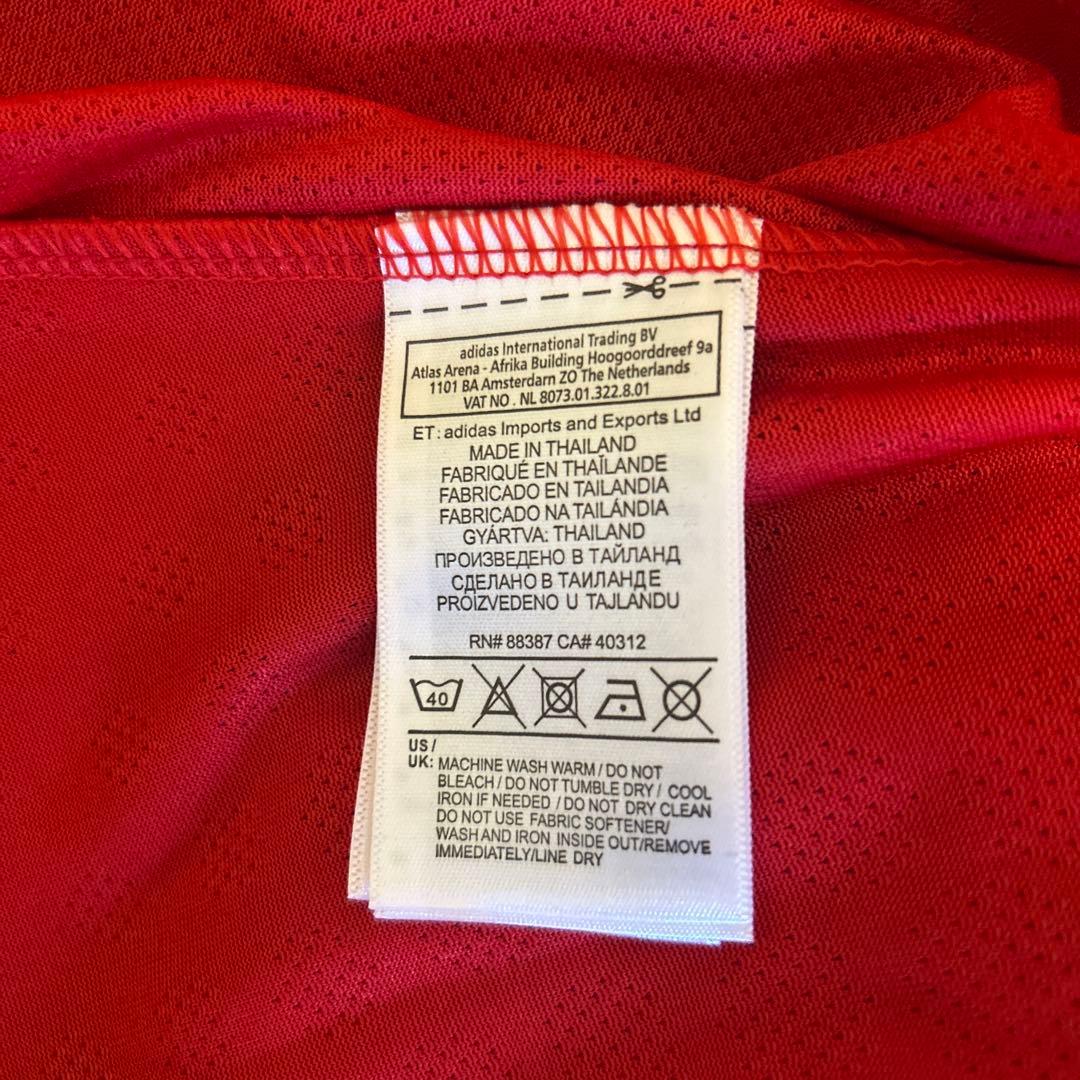 adidas International Trading BV
Atlas Arena - Afrika Building Hoogoorddreef 9a
1101 BA Amsterdam ZO The Netherlands
VAT NO . NL 8073.01.322.8.01
ET: adidas Imports and Exports Ltd
MADE IN THAILAND
FABRIQUÉ EN THAÏLANDE
FABRICADO EN TAILANDIA
FABRICADO NA TAILÁNDIA
GYÁRTVA: THAILAND
ПРОИЗВЕДЕНО В ТАЙЛАНД
СДЕЛАНО В ТАИЛАНДЕ
PROIZVEDENO U TAJLANDU
RN# 88387 CA# 40312
40
US /
UK: MACHINE WASH WARM / DO NOT
BLEACH / DO NOT TUMBLE DRY / COOL
IRON IF NEEDED / DO NOT DRY CLEAN
DO NOT USE FABRIC SOFTENER/
WASH AND IRON INSIDE OUT/REMOVE
IMMEDIATELY/LINE DRY